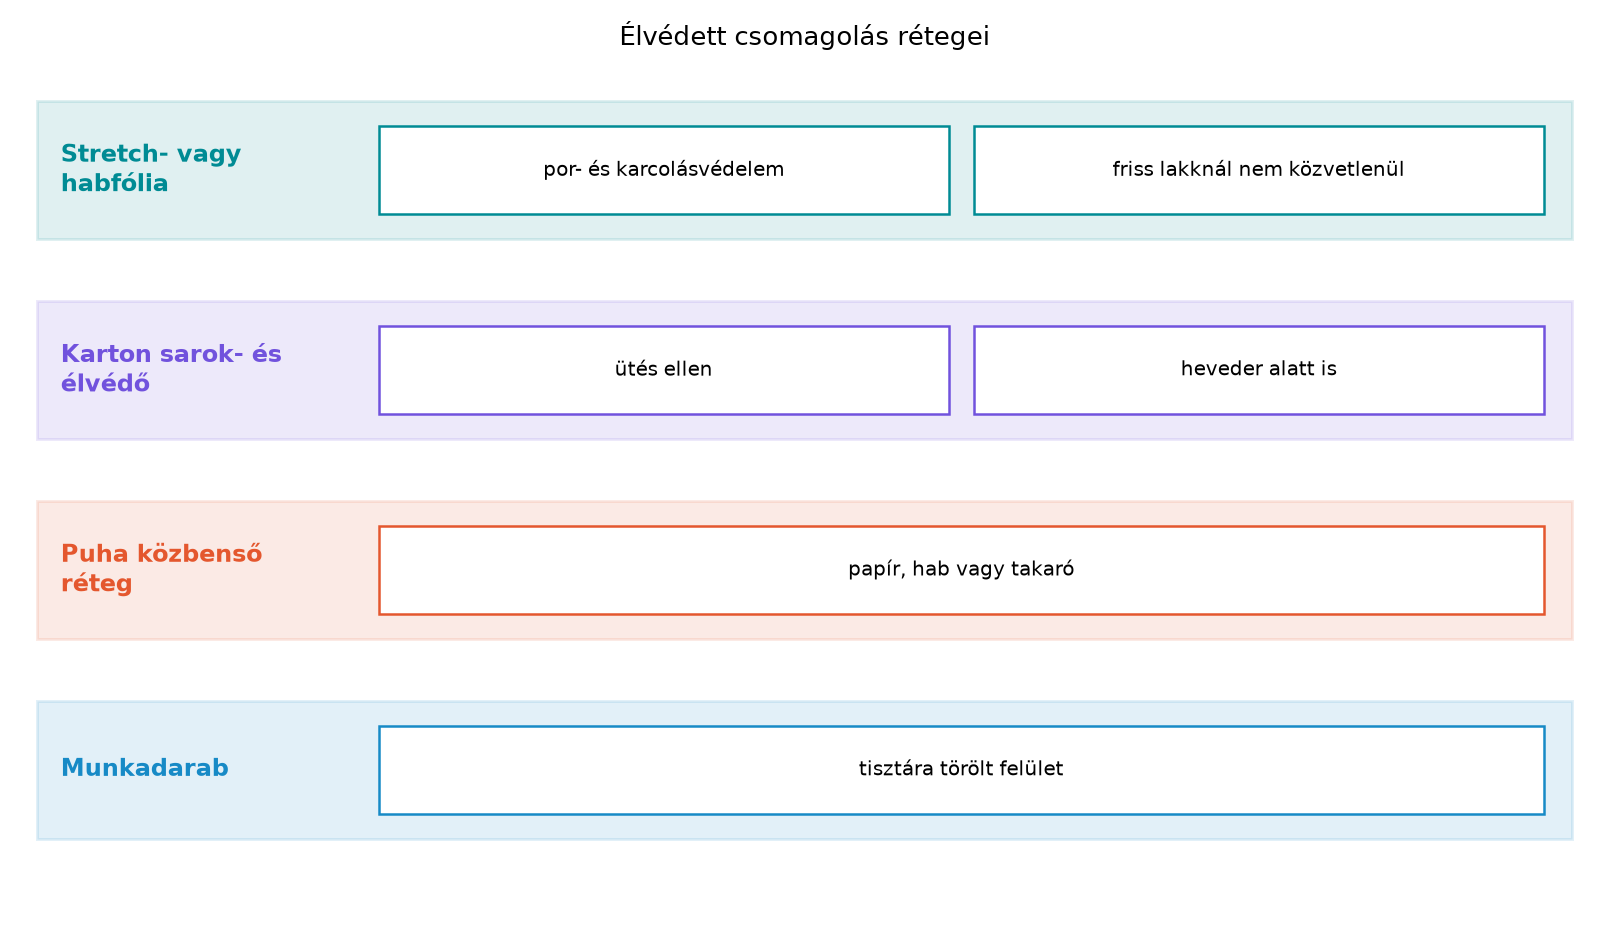 Élvédett csomagolás rétegei
Stretch- vagy
habfólia
por- és karcolásvédelem
friss lakknál nem közvetlenül
Karton sarok- és
élvédő
ütés ellen
heveder alatt is
Puha közbenső
réteg
papír, hab vagy takaró
Munkadarab
tisztára törölt felület